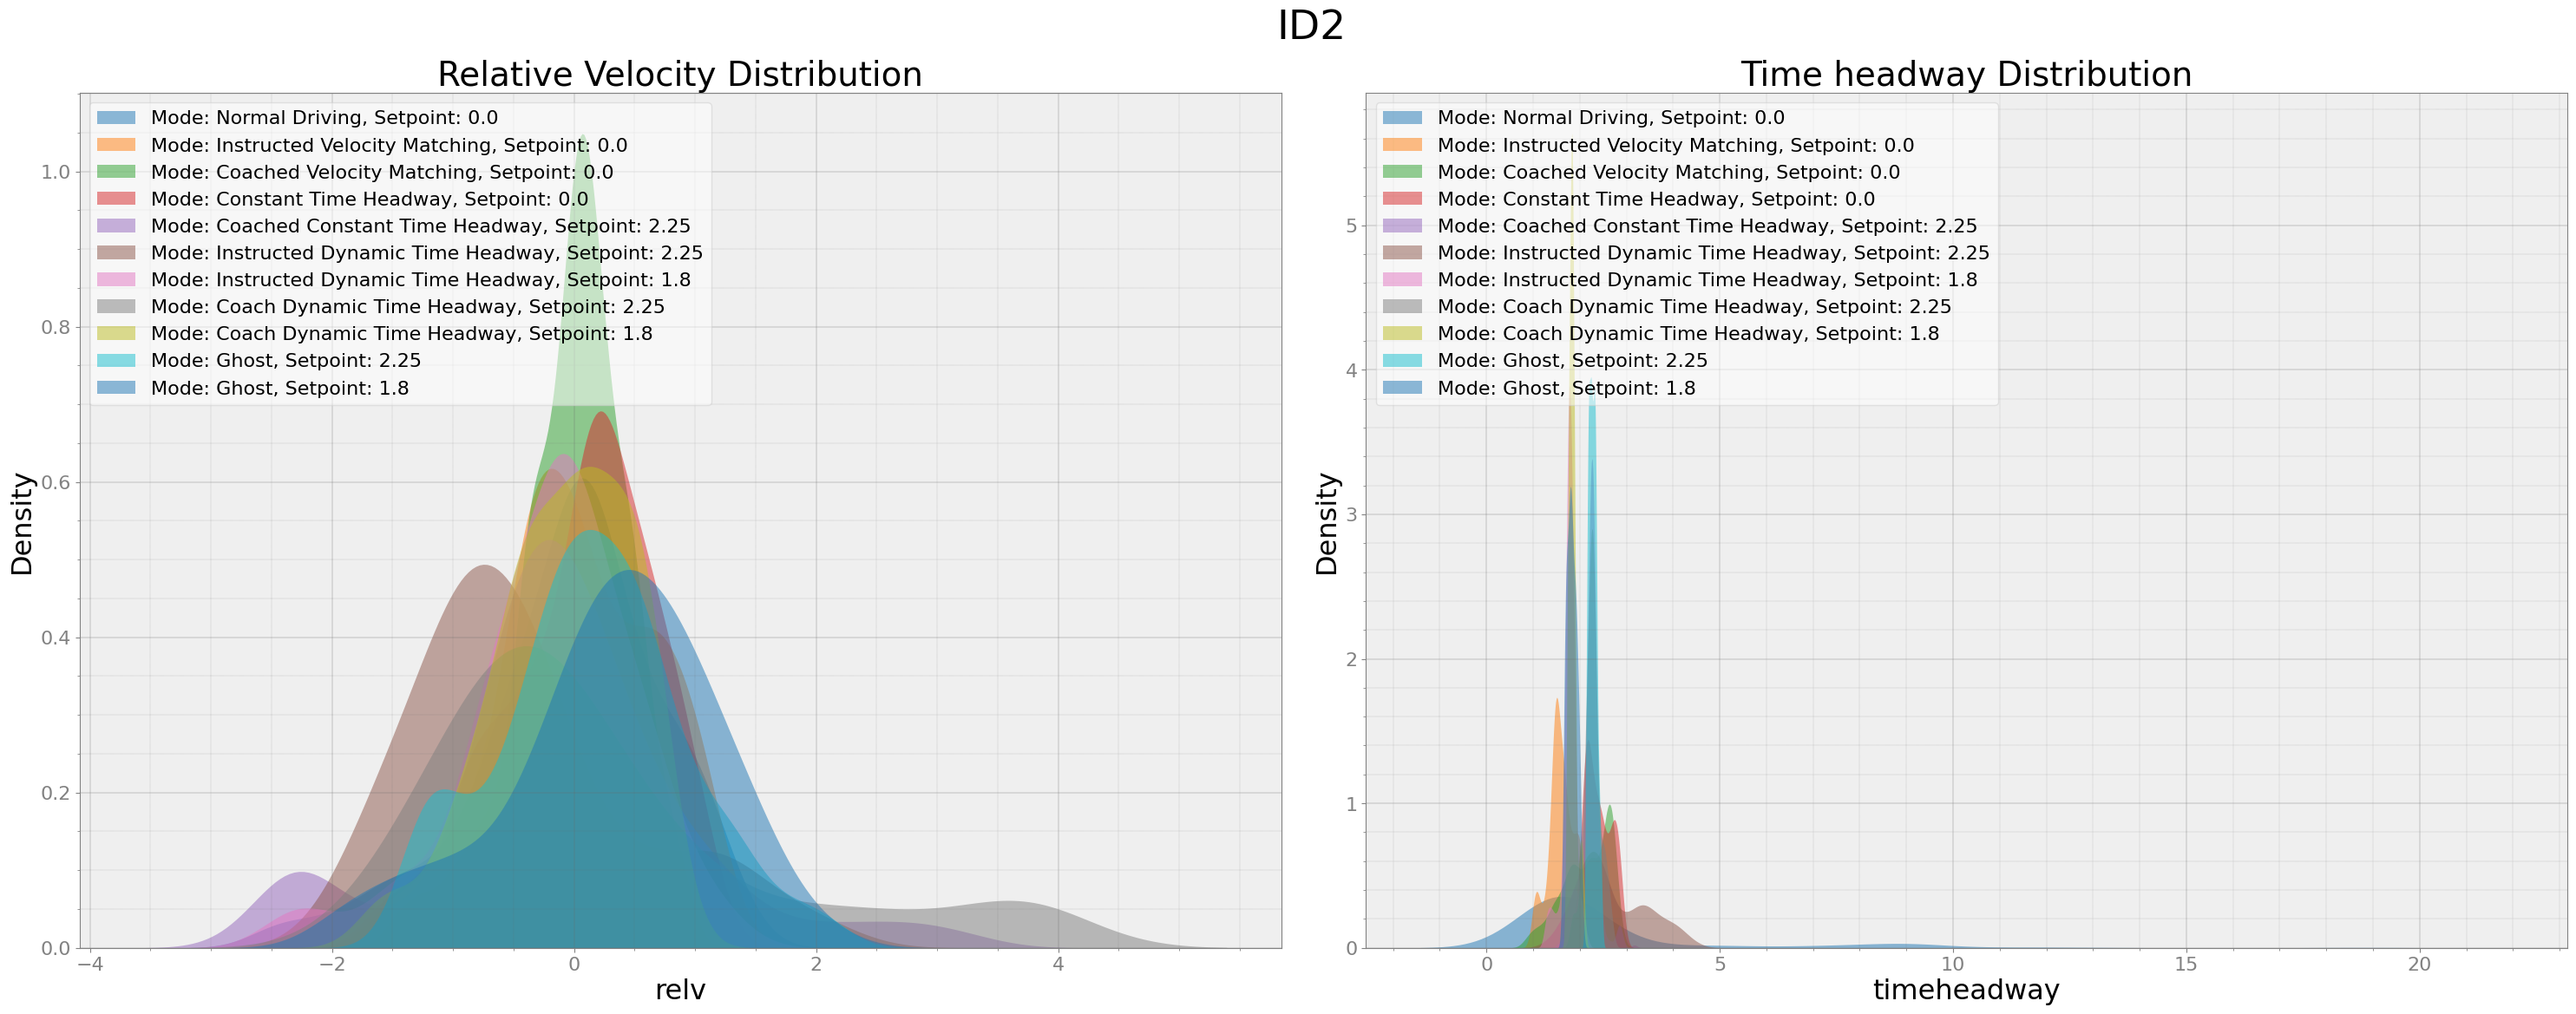 ID2
Relative Velocity Distribution
Mode: Normal Driving, Setpoint: 0.0
Mode: Instructed Velocity Matching, Setpoint: 0.0
Mode: Coached Velocity Matching, Setpoint: 0.0
Mode: Constant Time Headway, Setpoint: 0.0
Mode: Coached Constant Time Headway, Setpoint: 2.25
Mode: Instructed Dynamic Time Headway, Setpoint: 2.25
Mode: Instructed Dynamic Time Headway, Setpoint: 1.8
Mode: Coach Dynamic Time Headway, Setpoint: 2.25
Mode: Coach Dynamic Time Headway, Setpoint: 1.8
Mode: Ghost, Setpoint: 2.25
Mode: Ghost, Setpoint: 1.8
Density
1.0
0.8
0.6
0.4
0.2
0.0
−4 −2 0 2 4
relv
Time headway Distribution
Mode: Normal Driving, Setpoint: 0.0
Mode: Instructed Velocity Matching, Setpoint: 0.0
Mode: Coached Velocity Matching, Setpoint: 0.0
Mode: Constant Time Headway, Setpoint: 0.0
Mode: Coached Constant Time Headway, Setpoint: 2.25
Mode: Instructed Dynamic Time Headway, Setpoint: 2.25
Mode: Instructed Dynamic Time Headway, Setpoint: 1.8
Mode: Coach Dynamic Time Headway, Setpoint: 2.25
Mode: Coach Dynamic Time Headway, Setpoint: 1.8
Mode: Ghost, Setpoint: 2.25
Mode: Ghost, Setpoint: 1.8
Density
5
4
3
2
1
0
0 5 10 15 20
timeheadway